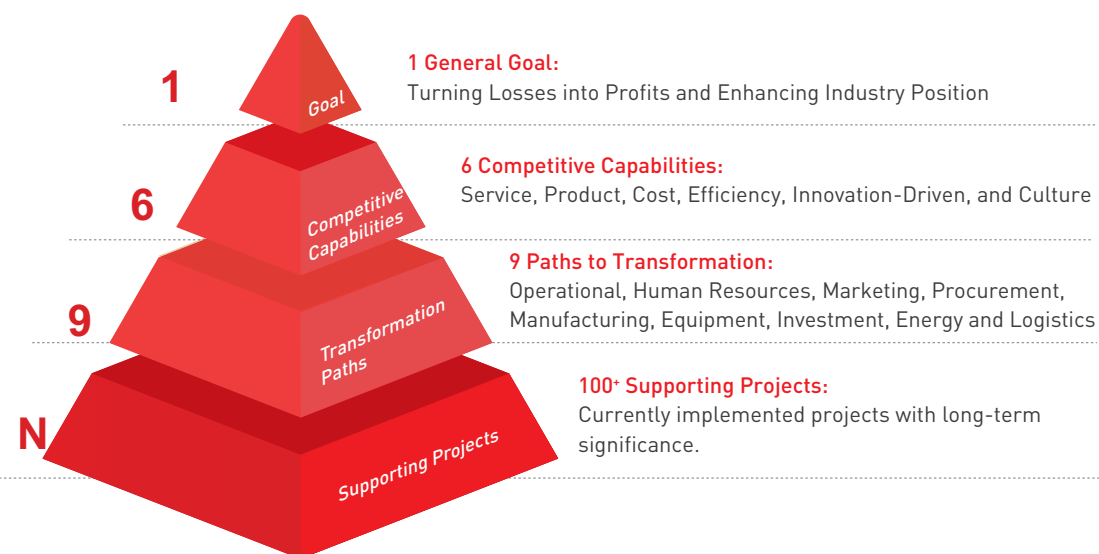 1
Goal
1 General Goal:
Turning Losses into Profits and Enhancing Industry Position
6
Competitive
Capabilities
6 Competitive Capabilities:
Service, Product, Cost, Efficiency, Innovation-Driven, and Culture
9
Transformation
Paths
9 Paths to Transformation:
Operational, Human Resources, Marketing, Procurement,
Manufacturing, Equipment, Investment, Energy and Logistics
N
Supporting Projects
100⁺ Supporting Projects:
Currently implemented projects with long-term
significance.